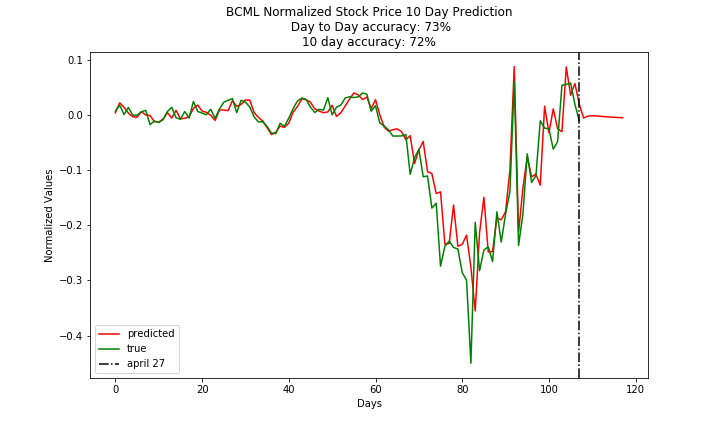 BCML Normalized Stock Price 10 Day Prediction
Day to Day accuracy: 73%
10 day accuracy: 72%
0.1
0.0
−0.1
−0.2
−0.3
−0.4
Normalized Values
predicted
true
april 27
0
20
40
60
80
100
120
Days